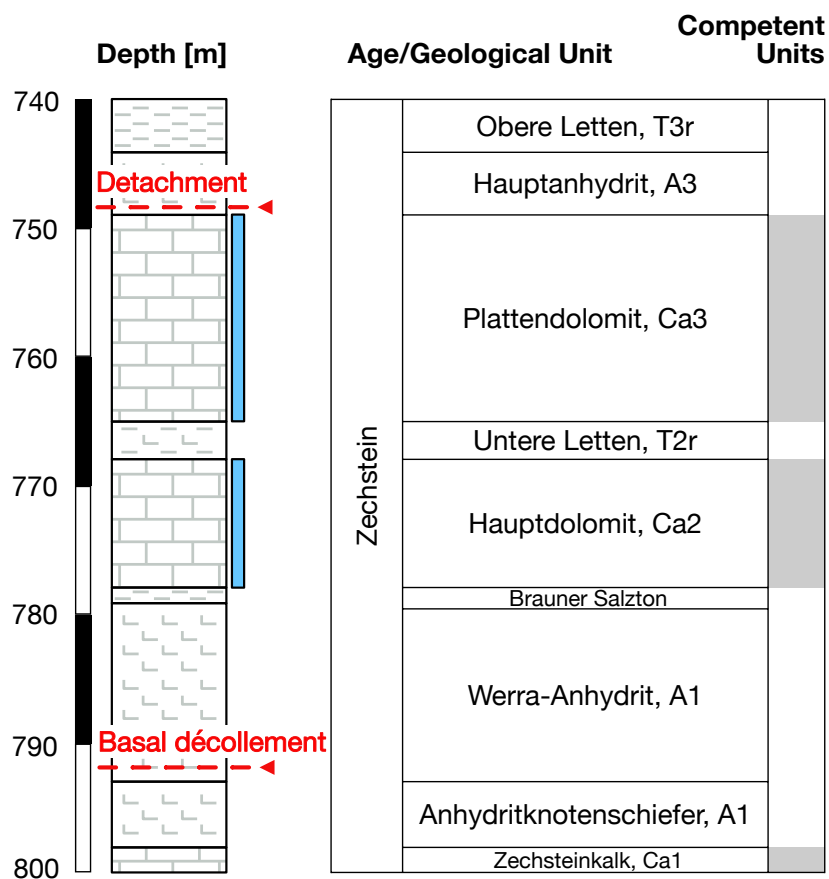 Depth [m]
Age/Geological Unit
Competent
Units
740
750
760
770
780
790
800
Detachment
Basal décollement
Zechstein
Obere Letten, T3r
Hauptanhydrit, A3
Plattendolomit, Ca3
Untere Letten, T2r
Hauptdolomit, Ca2
Brauner Salzton
Werra-Anhydrit, A1
Anhydritknotenschiefer, A1
Zechsteinkalk, Ca1